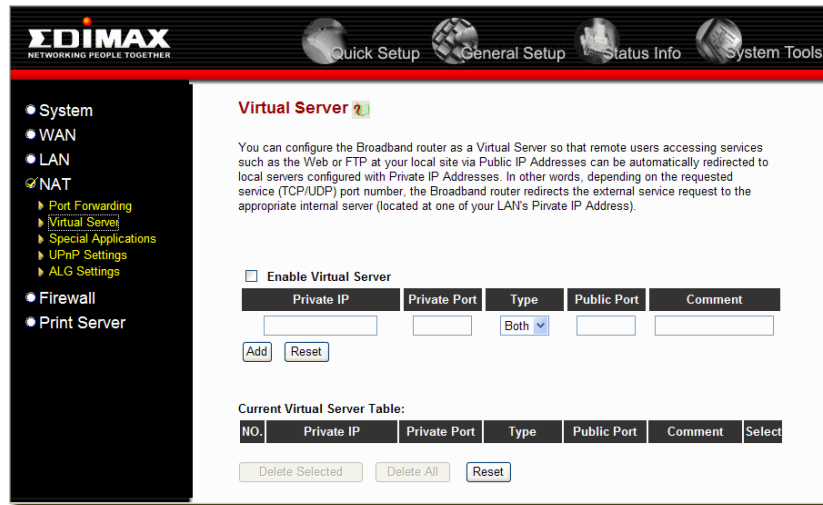 EDIMAX
NETWORKING PEOPLE TOGETHER
Quick Setup
General Setup
Status Info
System Tools
System
WAN
LAN
NAT
Port Forwarding
Virtual Server
Special Applications
UPnP Settings
ALG Settings
Firewall
Print Server
Virtual Server
You can configure the Broadband router as a Virtual Server so that remote users accessing services
such as the Web or FTP at your local site via Public IP Addresses can be automatically redirected to
local servers configured with Private IP Addresses. In other words, depending on the requested
service (TCP/UDP) port number, the Broadband router redirects the external service request to the
appropriate internal server (located at one of your LAN's Private IP Address).
Enable Virtual Server
Private IP Private Port Type Public Port Comment
Both
Add Reset
Current Virtual Server Table:
NO. Private IP Private Port Type Public Port Comment Select
Delete Selected Delete All Reset